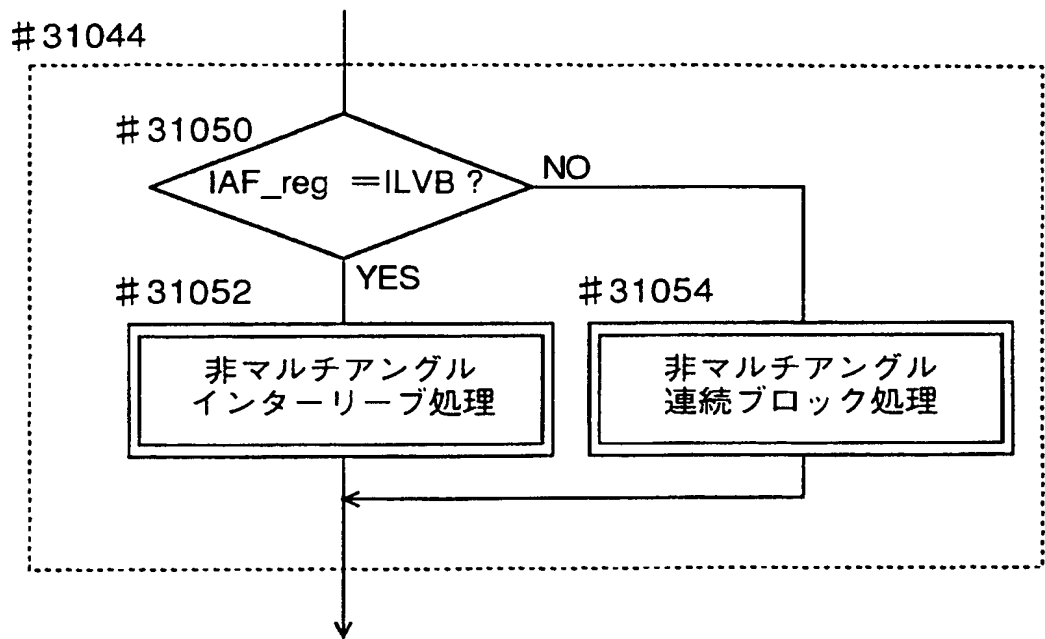 #31044
#31050
IAF_reg =ILVB ?
NO
YES
#31052
#31054
非マルチアングル
インターリーブ処理
非マルチアングル
連続ブロック処理